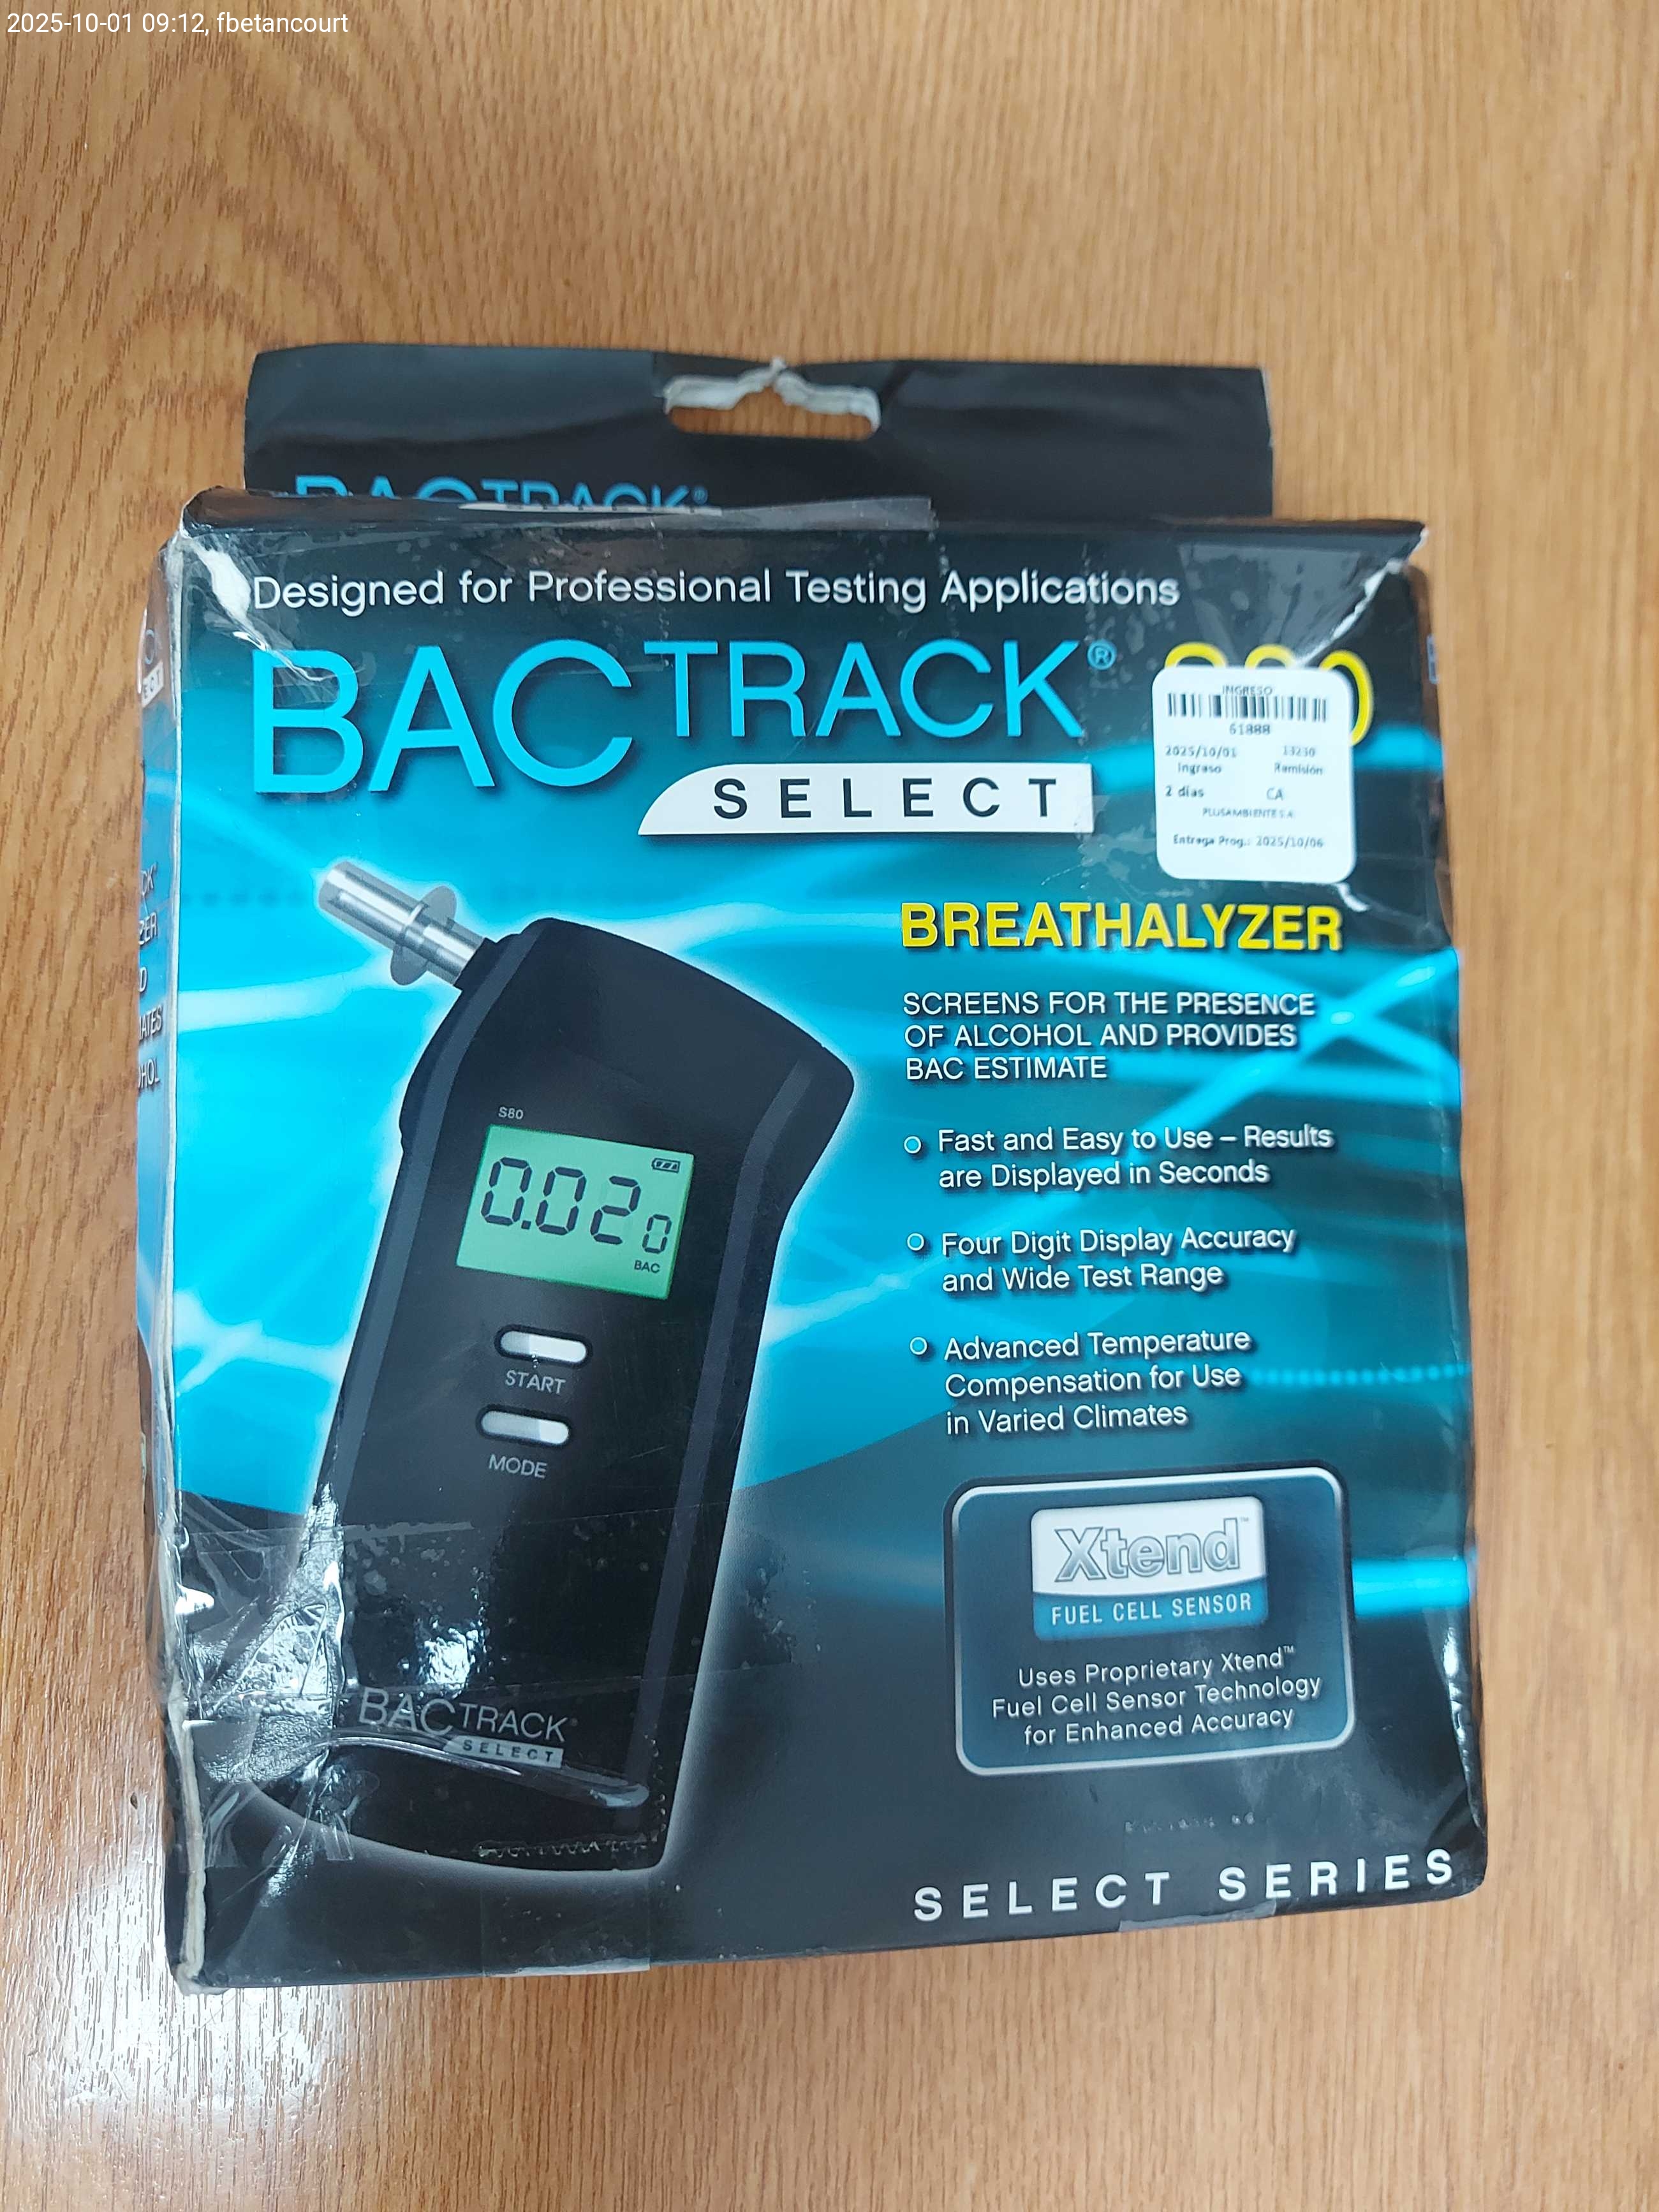 2025-10-01 09:12, fbetancourt
BACTRACK®
Designed for Professional Testing Applications
BACTRACK®
SELECT
INGRESO
61888
2025/10/01 13230
Ingreso Remisión
2 días CA
PLUSAMBIENTE S.A.
Entrega Prog.: 2025/10/06
BREATHALYZER
SCREENS FOR THE PRESENCE
OF ALCOHOL AND PROVIDES
BAC ESTIMATE
Fast and Easy to Use – Results
are Displayed in Seconds
Four Digit Display Accuracy
and Wide Test Range
Advanced Temperature
Compensation for Use
in Varied Climates
S80
0.020
BAC
START
MODE
BACTRACK
SELECT
Xtend™
FUEL CELL SENSOR
Uses Proprietary Xtend™
Fuel Cell Sensor Technology
for Enhanced Accuracy
SELECT SERIES